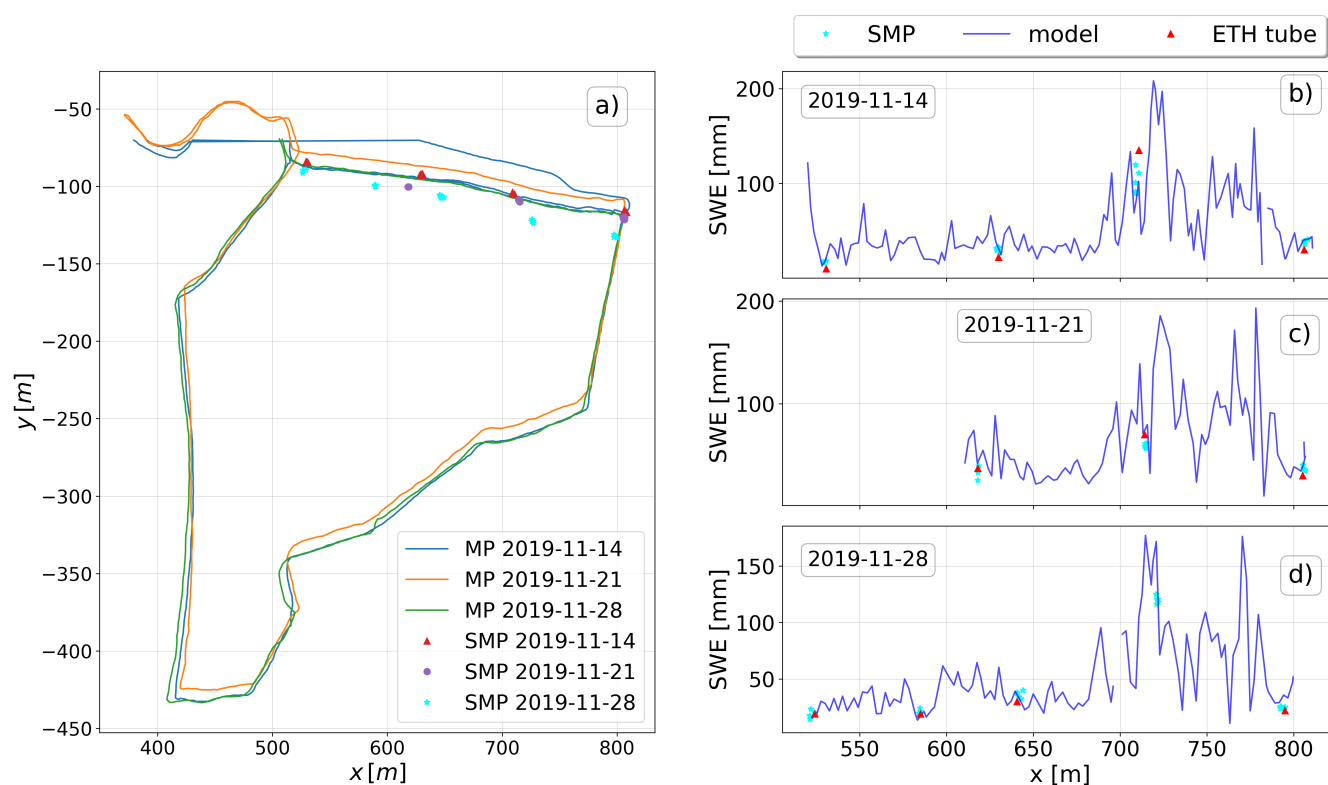 SMP model ETH tube
a)
−50
−100
−150
−200
−250
−300
−350
−400
−450
y [m]
400 500 600 700 800
x [m]
MP 2019-11-14
MP 2019-11-21
MP 2019-11-28
SMP 2019-11-14
SMP 2019-11-21
SMP 2019-11-28
2019-11-14
b)
200
100
SWE [mm]
2019-11-21
c)
200
100
SWE [mm]
2019-11-28
d)
150
100
50
SWE [mm]
550 600 650 700 750 800
x [m]